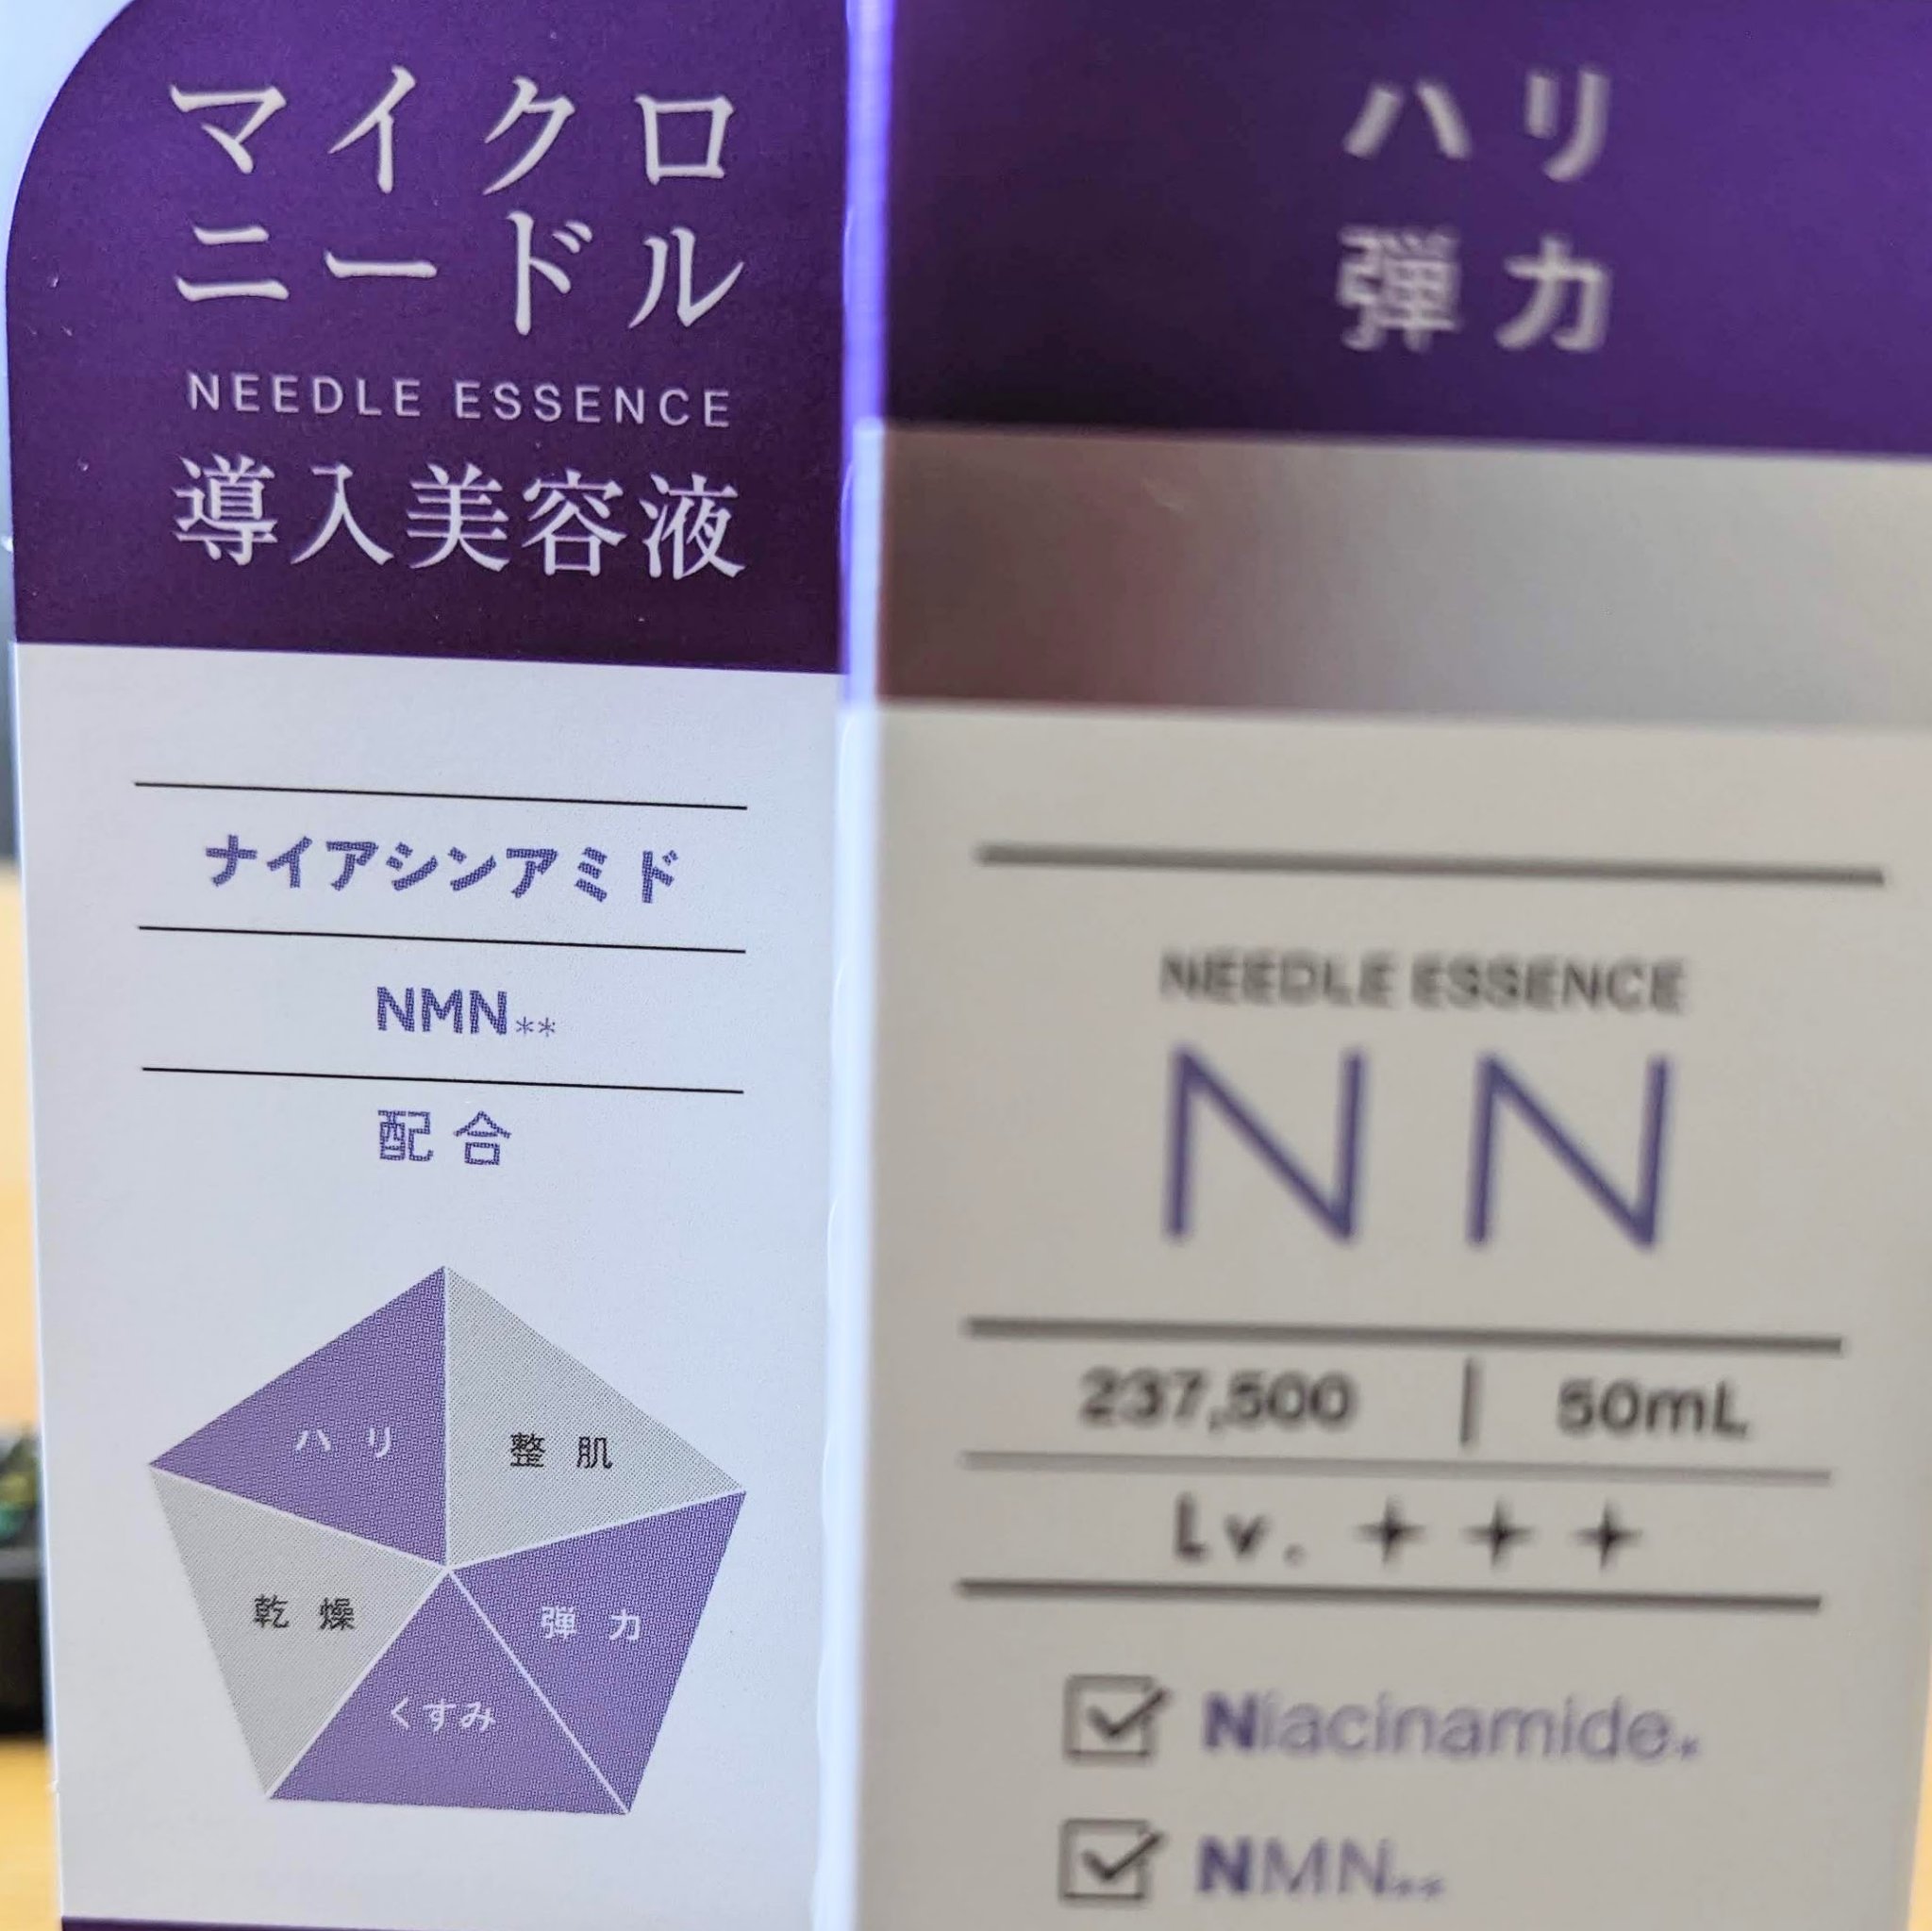 マイクロ
ニードル
NEEDLE ESSENCE
導入美容液
ナイアシンアミド
NMN**
配合
ハリ
整肌
乾燥
弾力
くすみ
ハリ
弾力
NEEDLE ESSENCE
NN
237,500 | 50mL
Lv. +++
Niacinamide*
NMN**